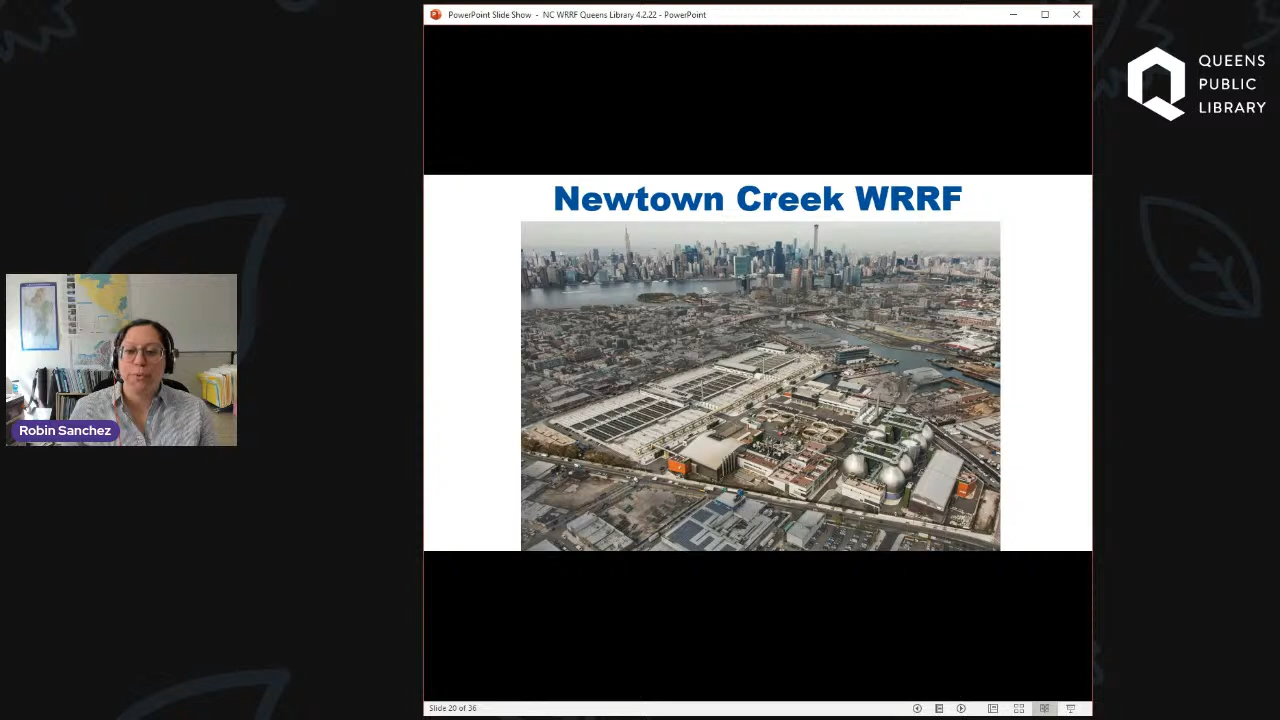 PowerPoint Slide Show - NC WRRF Queens Library 4.2.22 - PowerPoint
QUEENS
PUBLIC
LIBRARY
Newtown Creek WRRF
Robin Sanchez
Slide 20 of 36